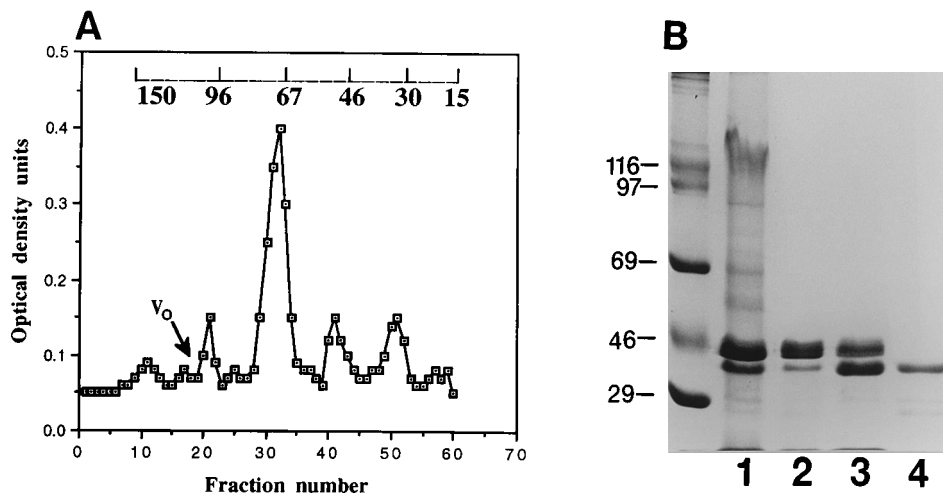 A
0.5
0.4
0.3
0.2
0.1
0.0
Optical density units
150 96 67 46 30 15
VO
0 10 20 30 40 50 60 70
Fraction number
B
116
97
69
46
29
1 2 3 4